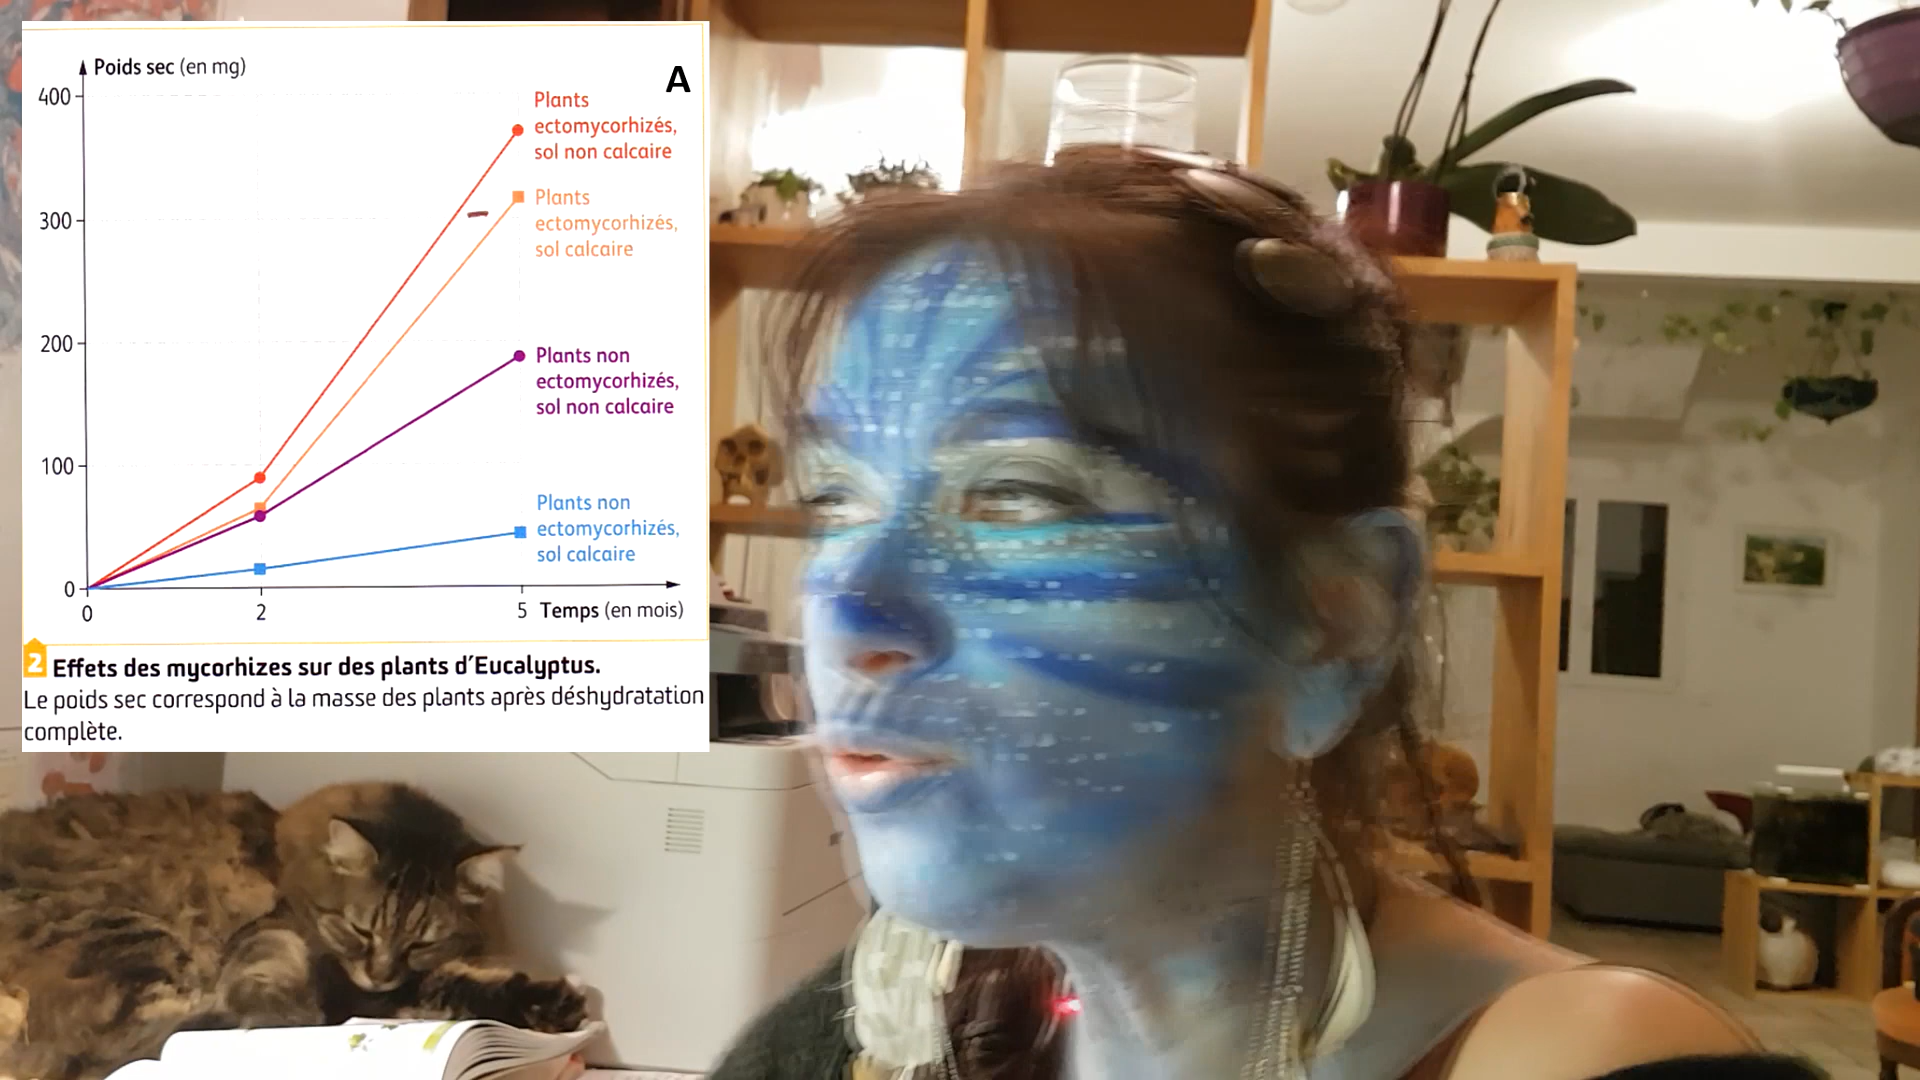 Poids sec (en mg)
A
400
300
200
100
0
Plants
ectomycorhizés,
sol non calcaire
Plants
ectomycorhizés,
sol calcaire
Plants non
ectomycorhizés,
sol non calcaire
Plants non
ectomycorhizés,
sol calcaire
0 2 5 Temps (en mois)
2 Effets des mycorhizes sur des plants d'Eucalyptus.
Le poids sec correspond à la masse des plants après déshydratation
complète.